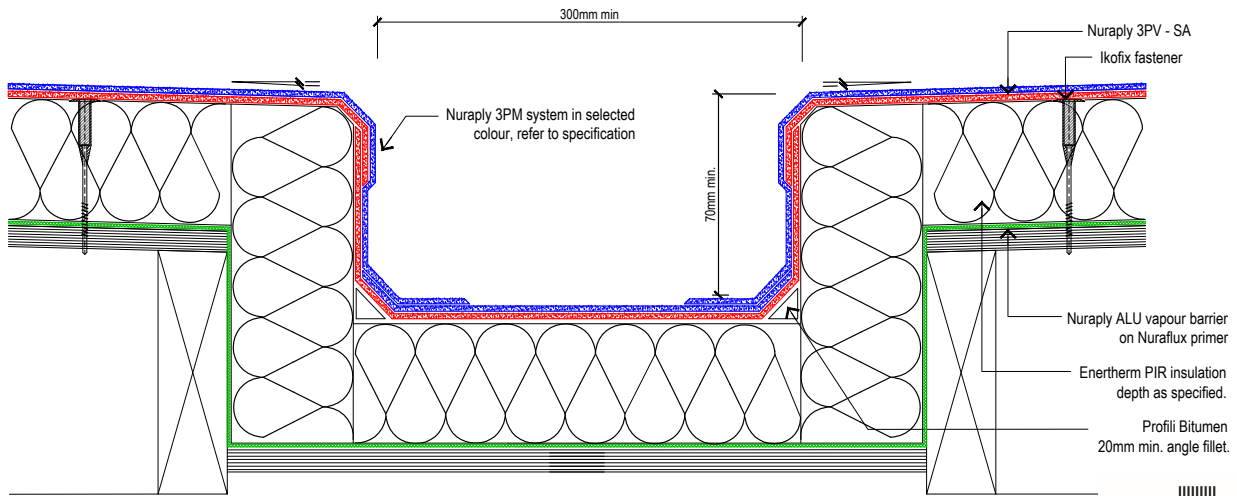 300mm min
Nuraply 3PV - SA
Ikofix fastener
Nuraply 3PM system in selected
colour, refer to specification
70mm min.
Nuraply ALU vapour barrier
on Nuraflux primer
Enertherm PIR insulation
depth as specified.
Profili Bitumen
20mm min. angle fillet.